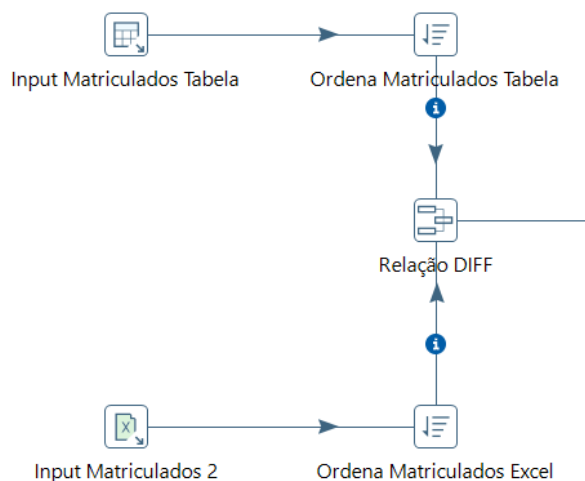 Input Matriculados Tabela
Ordena Matriculados Tabela
Relação DIFF
Input Matriculados 2
Ordena Matriculados Excel